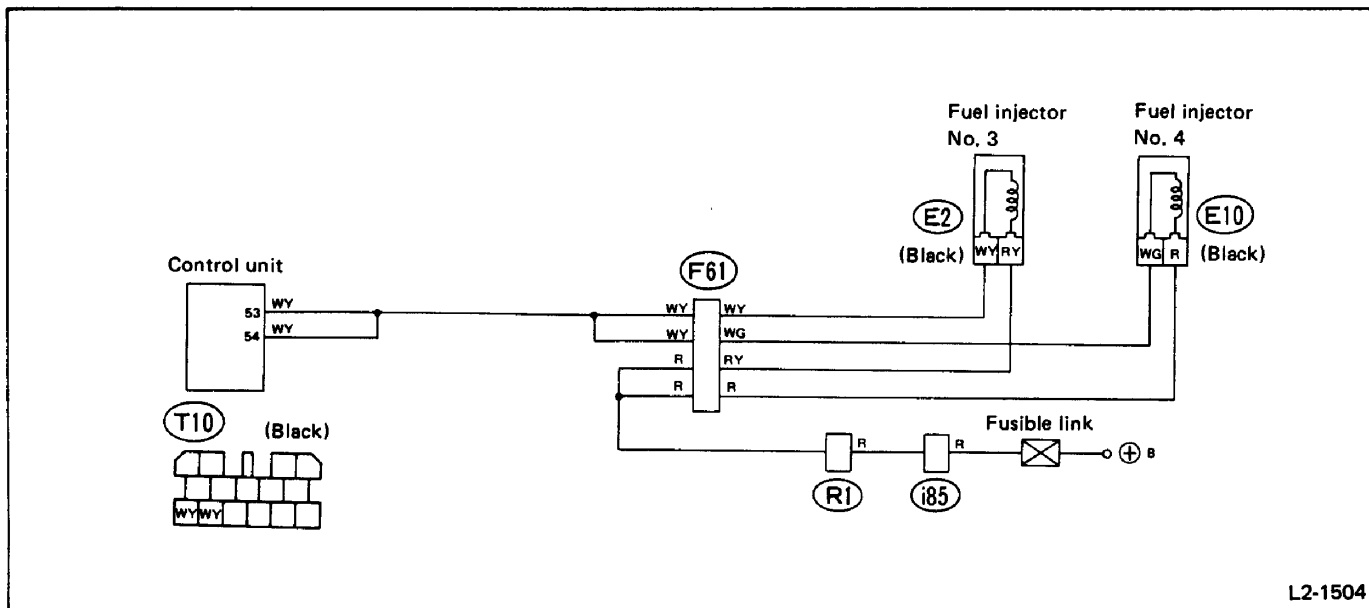 Fuel injector
No. 3
Fuel injector
No. 4
E2
(Black)
WY RY
E10
(Black)
WG R
Control unit
53 WY
54 WY
F61
WY WY
WY WG
R RY
R R
T10
(Black)
WY WY
Fusible link
R R
+ B
R1
i85
L2-1504